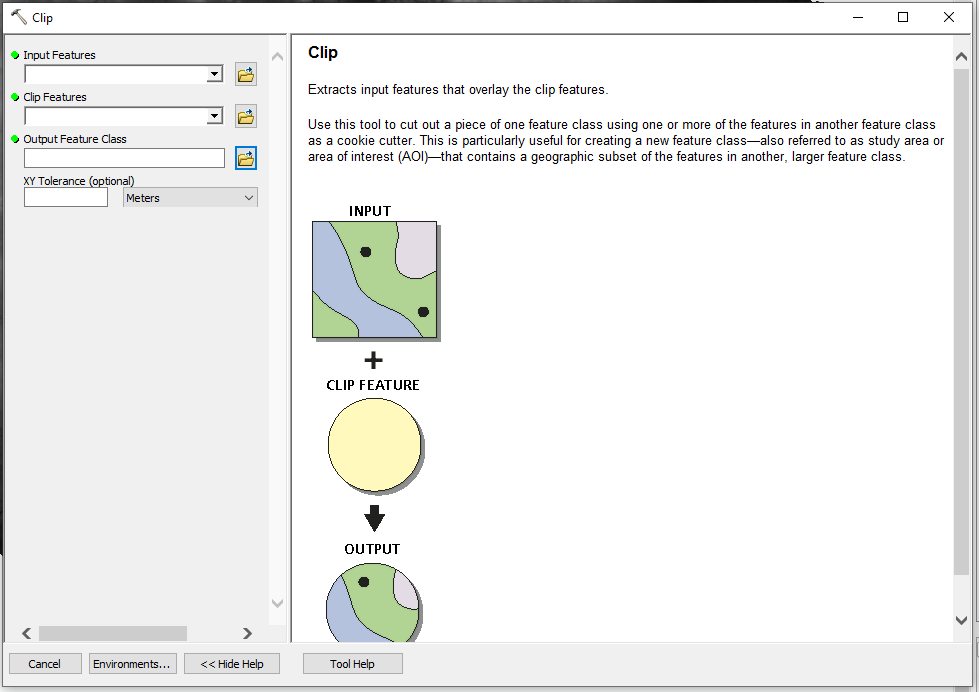 Clip
Input Features
Clip Features
Output Feature Class
XY Tolerance (optional)
Meters
Clip
Extracts input features that overlay the clip features.
Use this tool to cut out a piece of one feature class using one or more of the features in another feature class
as a cookie cutter. This is particularly useful for creating a new feature class—also referred to as study area or
area of interest (AOI)—that contains a geographic subset of the features in another, larger feature class.
INPUT
+
CLIP FEATURE
OUTPUT
Cancel
Environments...
<< Hide Help
Tool Help